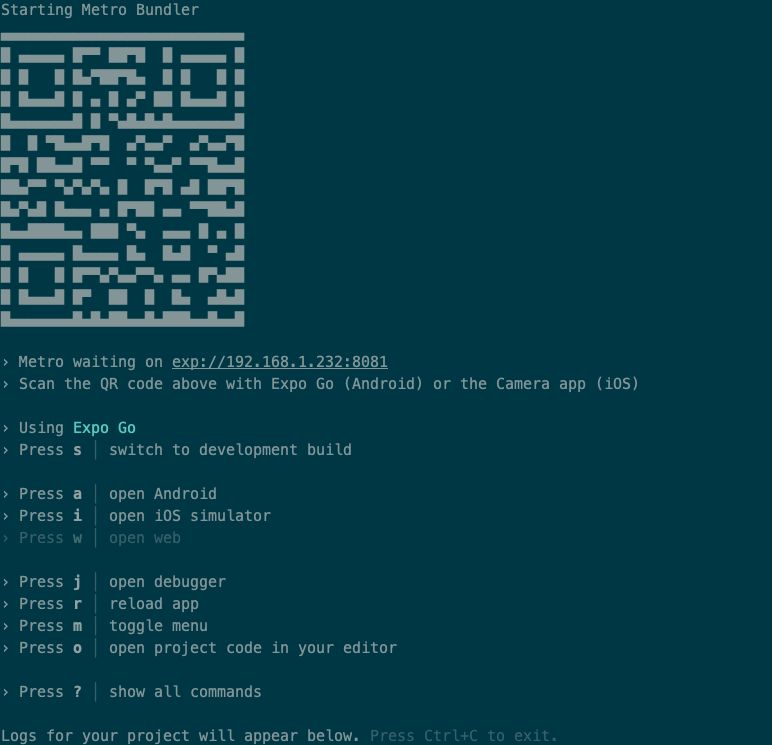 Starting Metro Bundler
› Metro waiting on exp://192.168.1.232:8081
› Scan the QR code above with Expo Go (Android) or the Camera app (iOS)
› Using Expo Go
› Press s │ switch to development build
› Press a │ open Android
› Press i │ open iOS simulator
› Press w │ open web
› Press j │ open debugger
› Press r │ reload app
› Press m │ toggle menu
› Press o │ open project code in your editor
› Press ? │ show all commands
Logs for your project will appear below. Press Ctrl+C to exit.